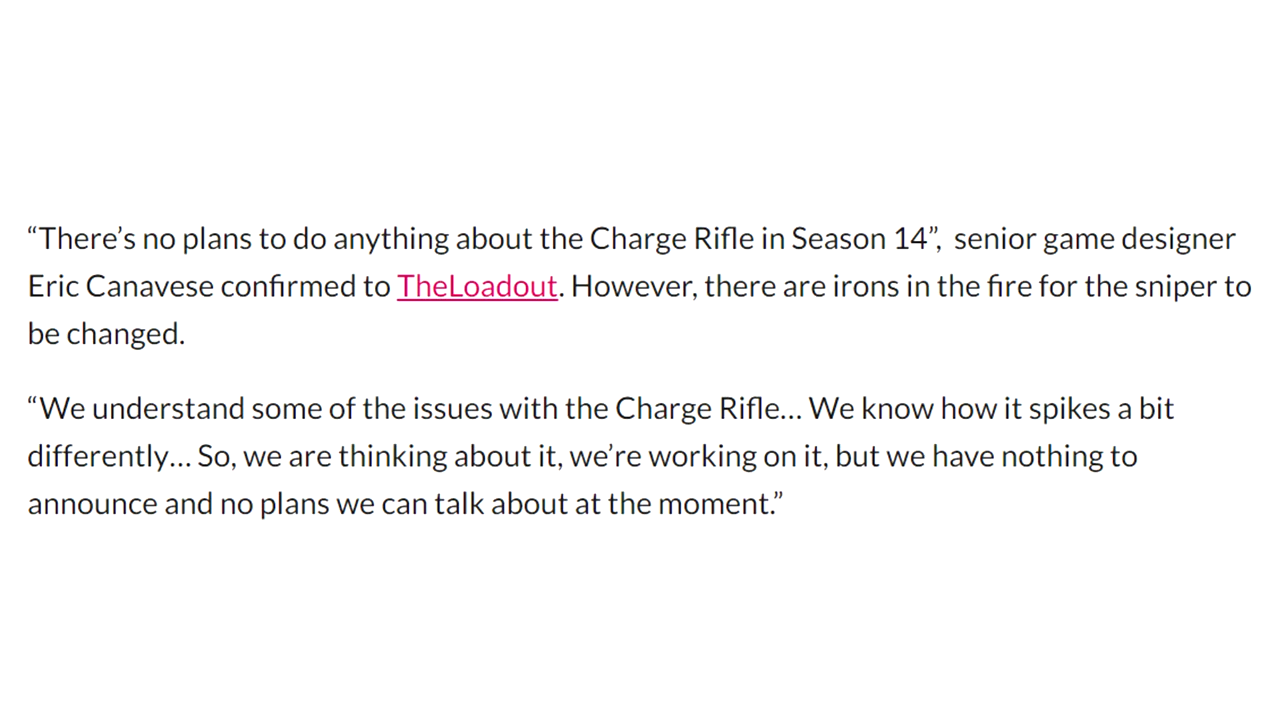 “There’s no plans to do anything about the Charge Rifle in Season 14”,  senior game designer
Eric Canavese confirmed to TheLoadout. However, there are irons in the fire for the sniper to
be changed.
“We understand some of the issues with the Charge Rifle… We know how it spikes a bit
differently… So, we are thinking about it, we’re working on it, but we have nothing to
announce and no plans we can talk about at the moment.”